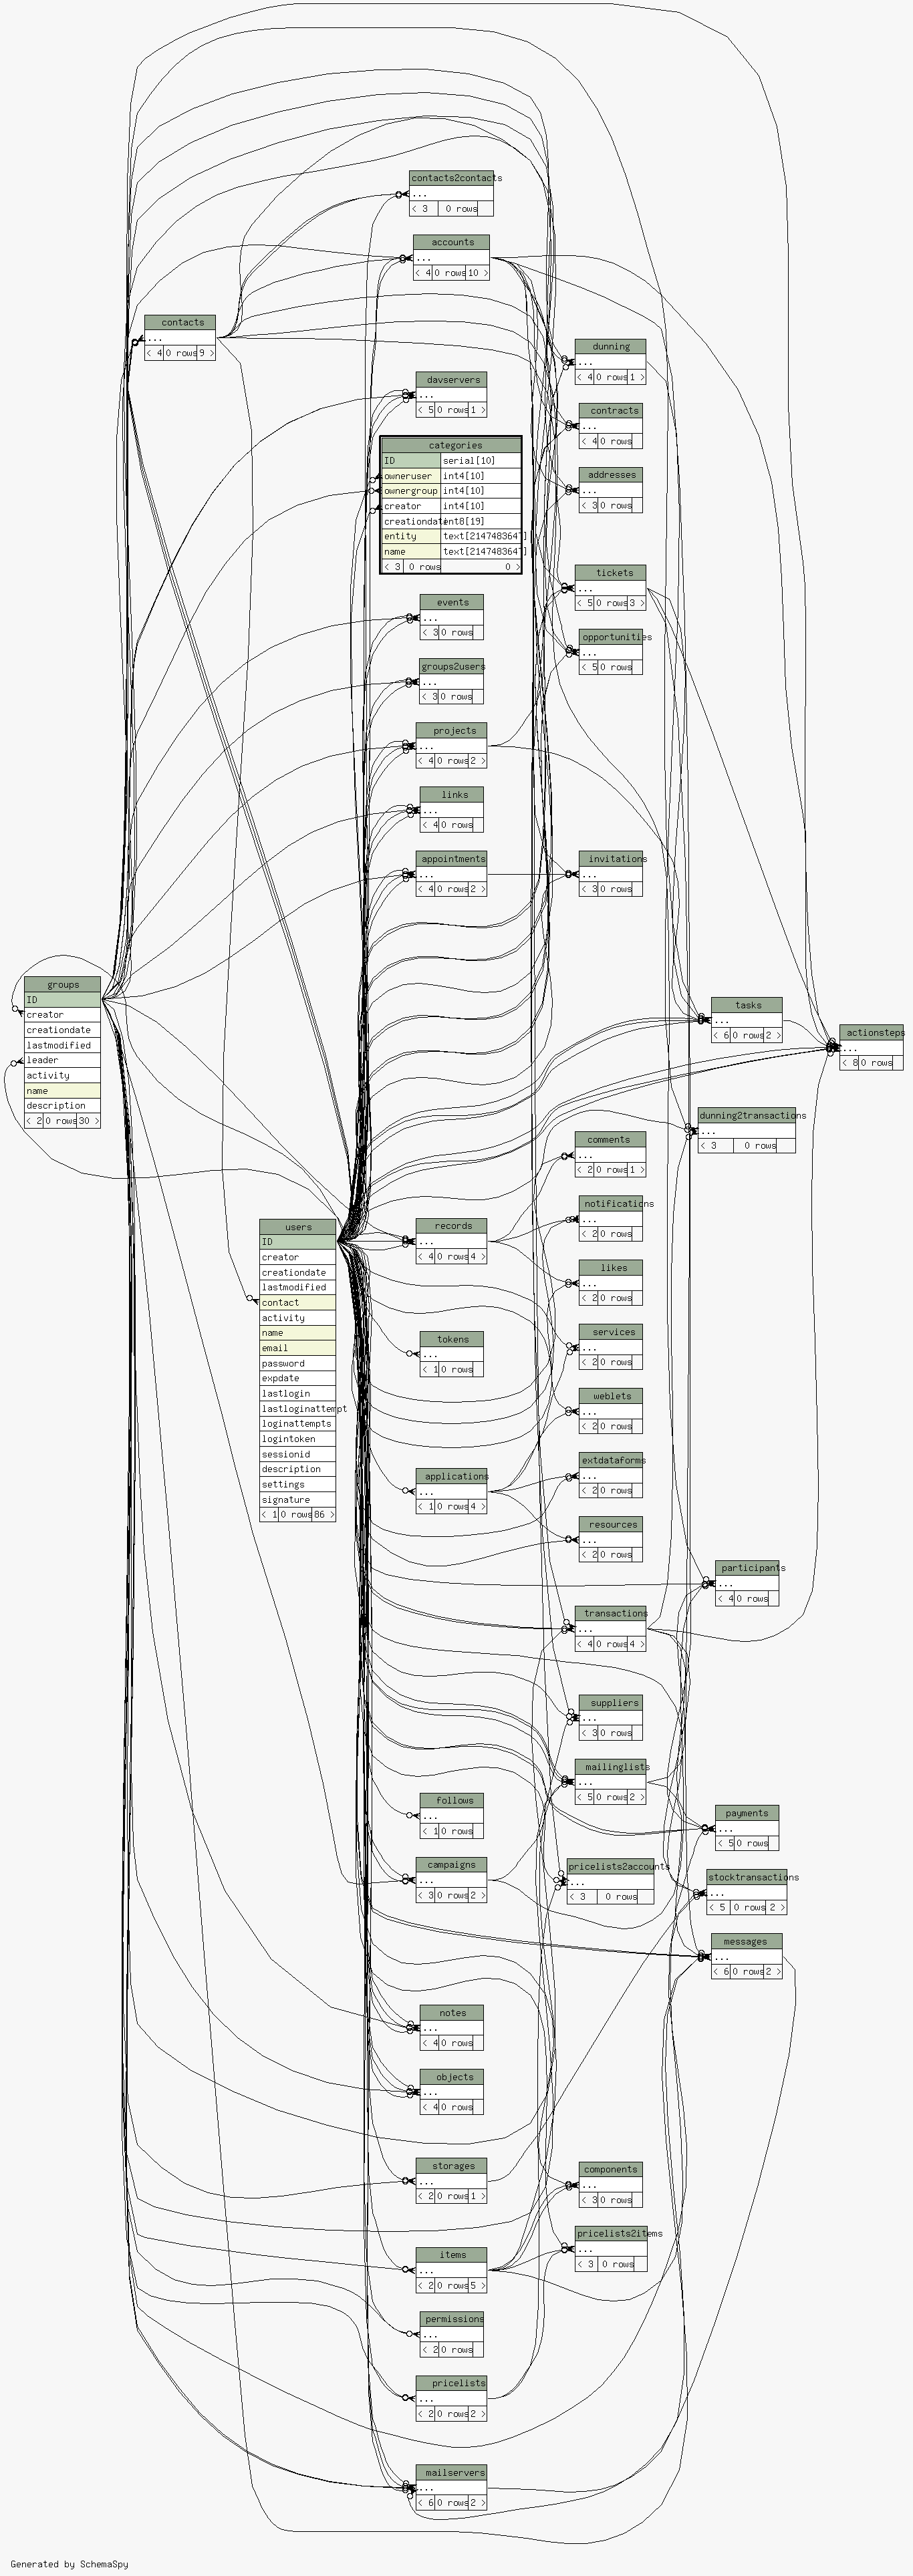 contacts2contacts
...
< 3 0 rows
accounts
...
< 4 0 rows 10 >
contacts
...
< 4 0 rows 9 >
dunning
...
< 4 0 rows 1 >
davservers
...
< 5 0 rows 1 >
contracts
...
< 4 0 rows
categories
ID serial[10]
owneruser int4[10]
ownergroup int4[10]
creator int4[10]
creationdate int8[19]
entity text[2147483647]
name text[2147483647]
< 3 0 rows 0 >
addresses
...
< 3 0 rows
tickets
...
< 5 0 rows 3 >
events
...
< 3 0 rows
opportunities
...
< 5 0 rows
groups2users
...
< 3 0 rows
projects
...
< 4 0 rows 2 >
links
...
< 4 0 rows
appointments
...
< 4 0 rows 2 >
invitations
...
< 3 0 rows
groups
ID
creator
creationdate
lastmodified
leader
activity
name
description
< 2 0 rows 30 >
tasks
...
< 6 0 rows 2 >
actionsteps
...
< 8 0 rows
dunning2transactions
...
< 3 0 rows
comments
...
< 2 0 rows 1 >
notifications
...
< 2 0 rows
users
ID
creator
creationdate
lastmodified
contact
activity
name
email
password
expdate
lastlogin
lastloginattempt
loginattempts
logintoken
sessionid
description
settings
signature
< 1 0 rows 86 >
records
...
< 4 0 rows 4 >
likes
...
< 2 0 rows
services
...
< 2 0 rows
tokens
...
< 1 0 rows
weblets
...
< 2 0 rows
extdataforms
...
< 2 0 rows
applications
...
< 1 0 rows 4 >
resources
...
< 2 0 rows
participants
...
< 4 0 rows
transactions
...
< 4 0 rows 4 >
suppliers
...
< 3 0 rows
mailinglists
...
< 5 0 rows 2 >
follows
...
< 1 0 rows
payments
...
< 5 0 rows
campaigns
...
< 3 0 rows 2 >
pricelists2accounts
...
< 3 0 rows
stocktransactions
...
< 5 0 rows 2 >
messages
...
< 6 0 rows 2 >
notes
...
< 4 0 rows
objects
...
< 4 0 rows
storages
...
< 2 0 rows 1 >
components
...
< 3 0 rows
pricelists2items
...
< 3 0 rows
items
...
< 2 0 rows 5 >
permissions
...
< 2 0 rows
pricelists
...
< 2 0 rows 2 >
mailservers
...
< 6 0 rows 2 >
Generated by SchemaSpy